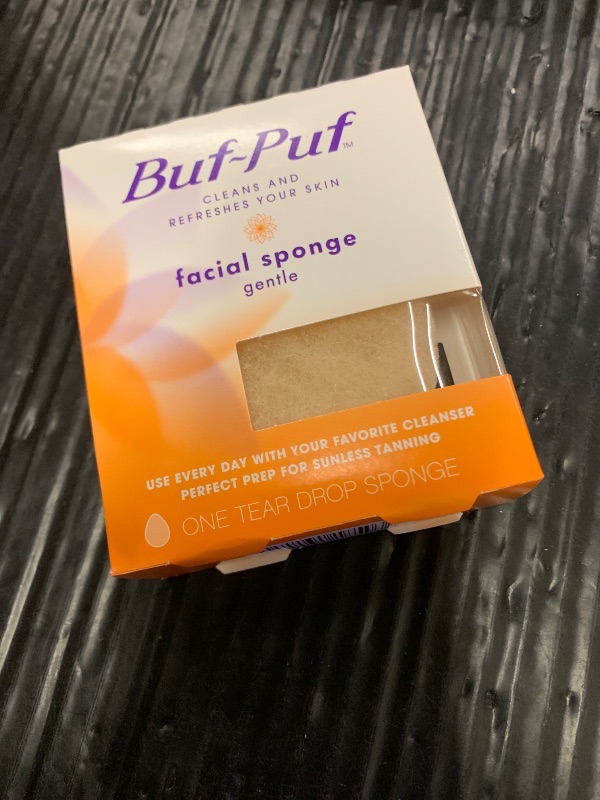 Buf-Puf™
CLEANS AND
REFRESHES YOUR SKIN
facial sponge
gentle
USE EVERY DAY WITH YOUR FAVORITE CLEANSER
PERFECT PREP FOR SUNLESS TANNING
ONE TEAR DROP SPONGE